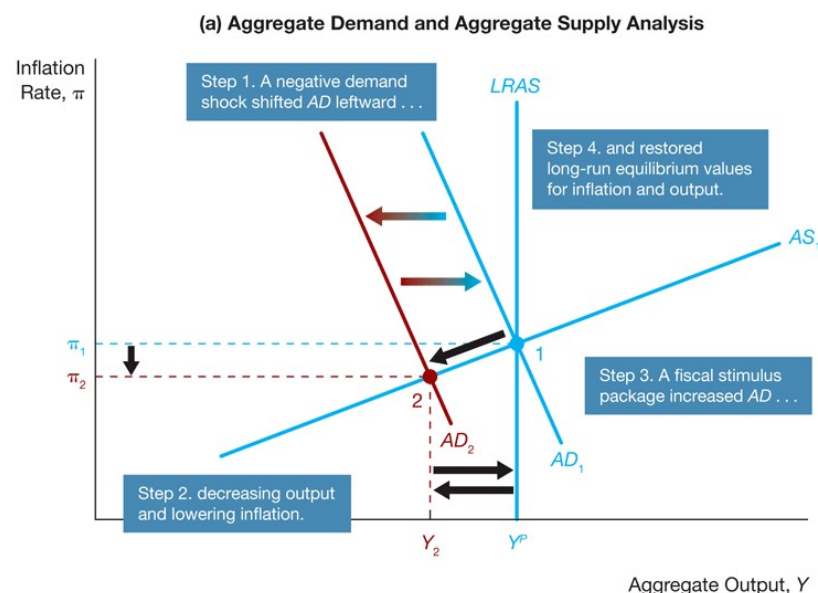 (a) Aggregate Demand and Aggregate Supply Analysis
Inflation
Rate, π
Step 1. A negative demand
shock shifted AD leftward . . .
LRAS
Step 4. and restored
long-run equilibrium values
for inflation and output.
AS₁
π₁
1
π₂
Step 3. A fiscal stimulus
package increased AD . . .
2
AD₂
AD₁
Step 2. decreasing output
and lowering inflation.
Y₂
Yᴾ
Aggregate Output, Y